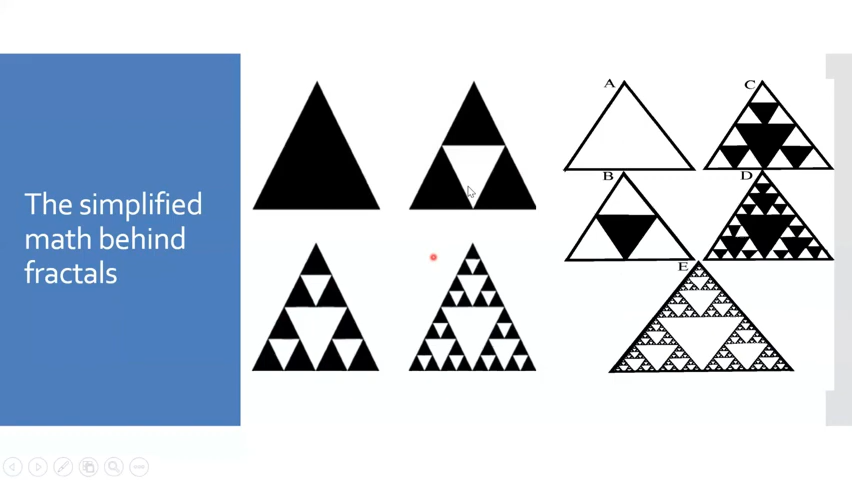 The simplified
math behind
fractals
A
C
B
D
E